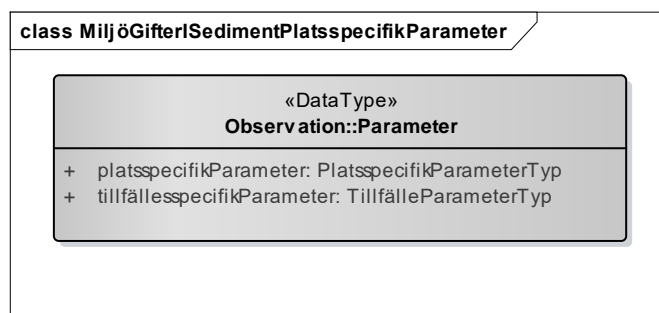 class MiljöGifterISedimentPlatsspecifikParameter
«DataType»
Observation::Parameter
+ platsspecifikParameter: PlatsspecifikParameterTyp
+ tillfällesspecifikParameter: TillfälleParameterTyp